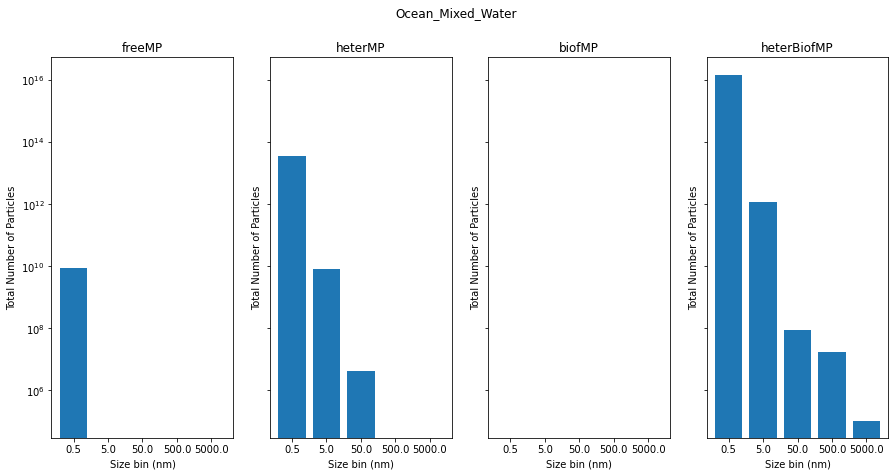 Ocean_Mixed_Water
freeMP
heterMP
biofMP
heterBiofMP
Total Number of Particles
10^16
10^14
10^12
10^10
10^8
10^6
0.5 5.0 50.0 500.0 5000.0
Size bin (nm)
Total Number of Particles
0.5 5.0 50.0 500.0 5000.0
Size bin (nm)
Total Number of Particles
0.5 5.0 50.0 500.0 5000.0
Size bin (nm)
Total Number of Particles
0.5 5.0 50.0 500.0 5000.0
Size bin (nm)